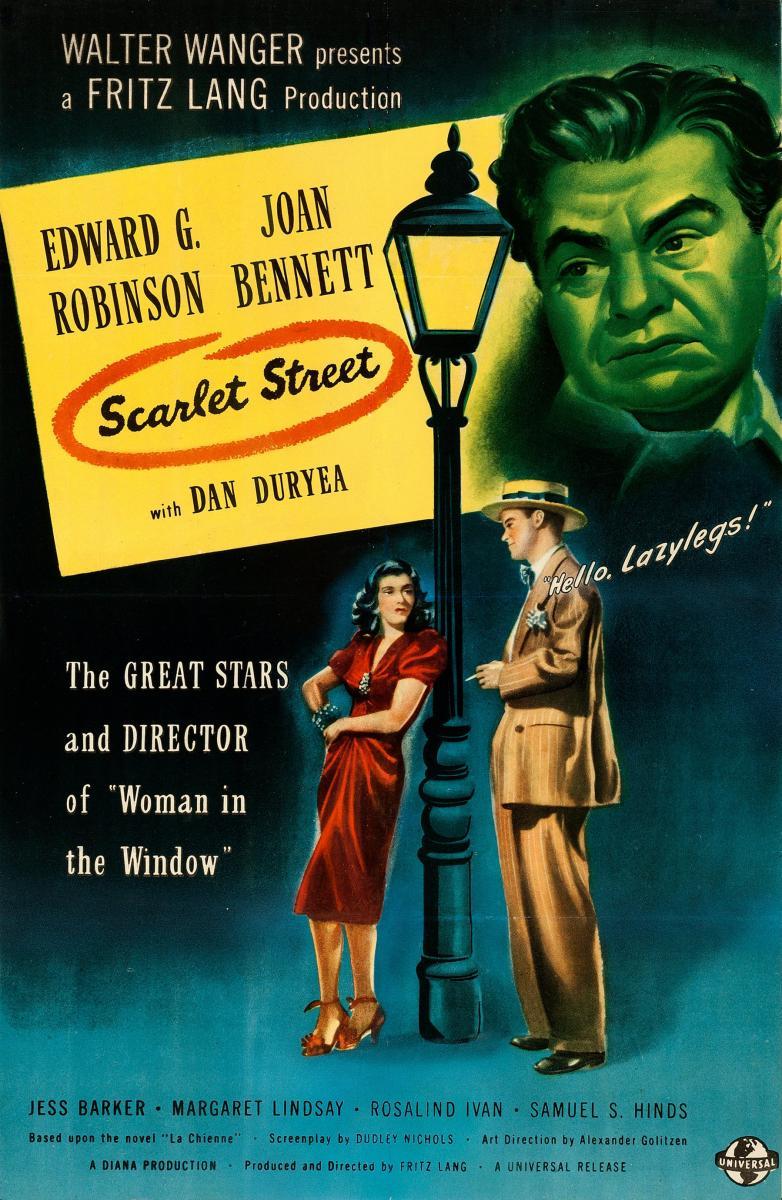 WALTER WANGER presents
a FRITZ LANG Production
EDWARD G. ROBINSON
JOAN BENNETT
Scarlet Street
with DAN DURYEA
"Hello, Lazylegs!"
The GREAT STARS
and DIRECTOR
of "Woman in
the Window"
JESS BARKER • MARGARET LINDSAY • ROSALIND IVAN • SAMUEL S. HINDS
Based upon the novel "La Chienne" • Screenplay by DUDLEY NICHOLS • Art Direction by Alexander Golitzen
A DIANA PRODUCTION • Produced and Directed by FRITZ LANG • A UNIVERSAL RELEASE
UNIVERSAL